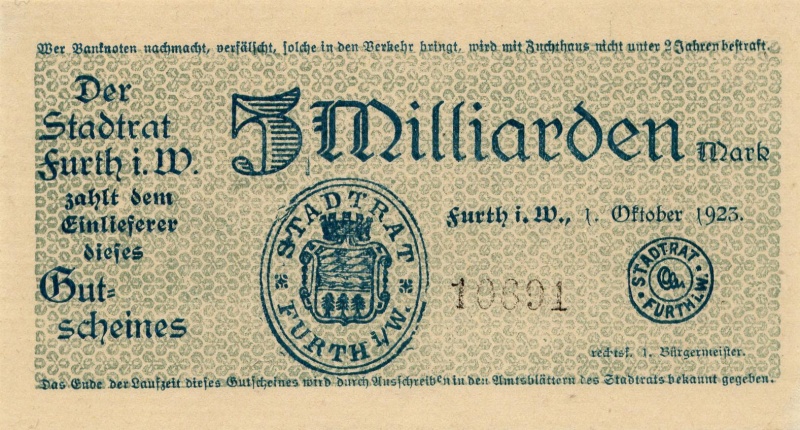 Wer Banknoten nachmacht, verfälscht, solche in den Verkehr bringt, wird mit Zuchthaus nicht unter 2 Jahren bestraft.
Der
Stadtrat
Furth i. W.
zahlt dem
Einlieferer
dieses
Gut=
scheines
5 Milliarden Mark
Furth i. W., 1. Oktober 1923.
STADTRAT
FURTH i/W.
10891
STADTRAT
FURTH i.W.
rechtsk. 1. Bürgermeister.
Das Ende der Laufzeit dieses Gutscheines wird durch Ausschreiben in den Amtsblättern des Stadtrats bekannt gegeben.